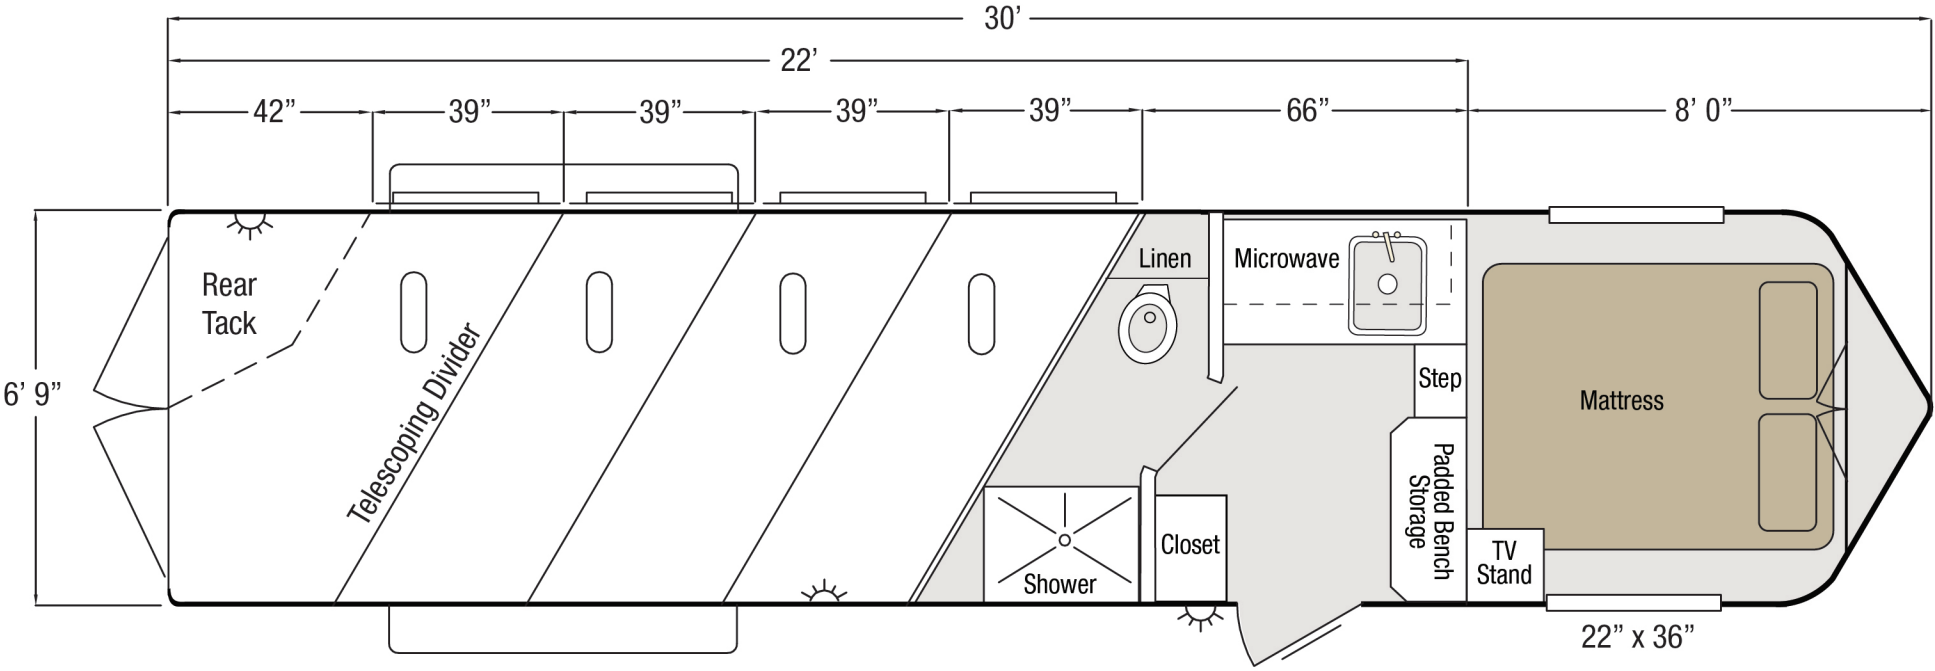 30’
22’
42”
39”
39”
39”
39”
66”
8’ 0”
6’ 9”
Rear
Tack
Telescoping Divider
Linen
Microwave
Step
Mattress
Padded Bench
Storage
Closet
Shower
TV
Stand
22” x 36”